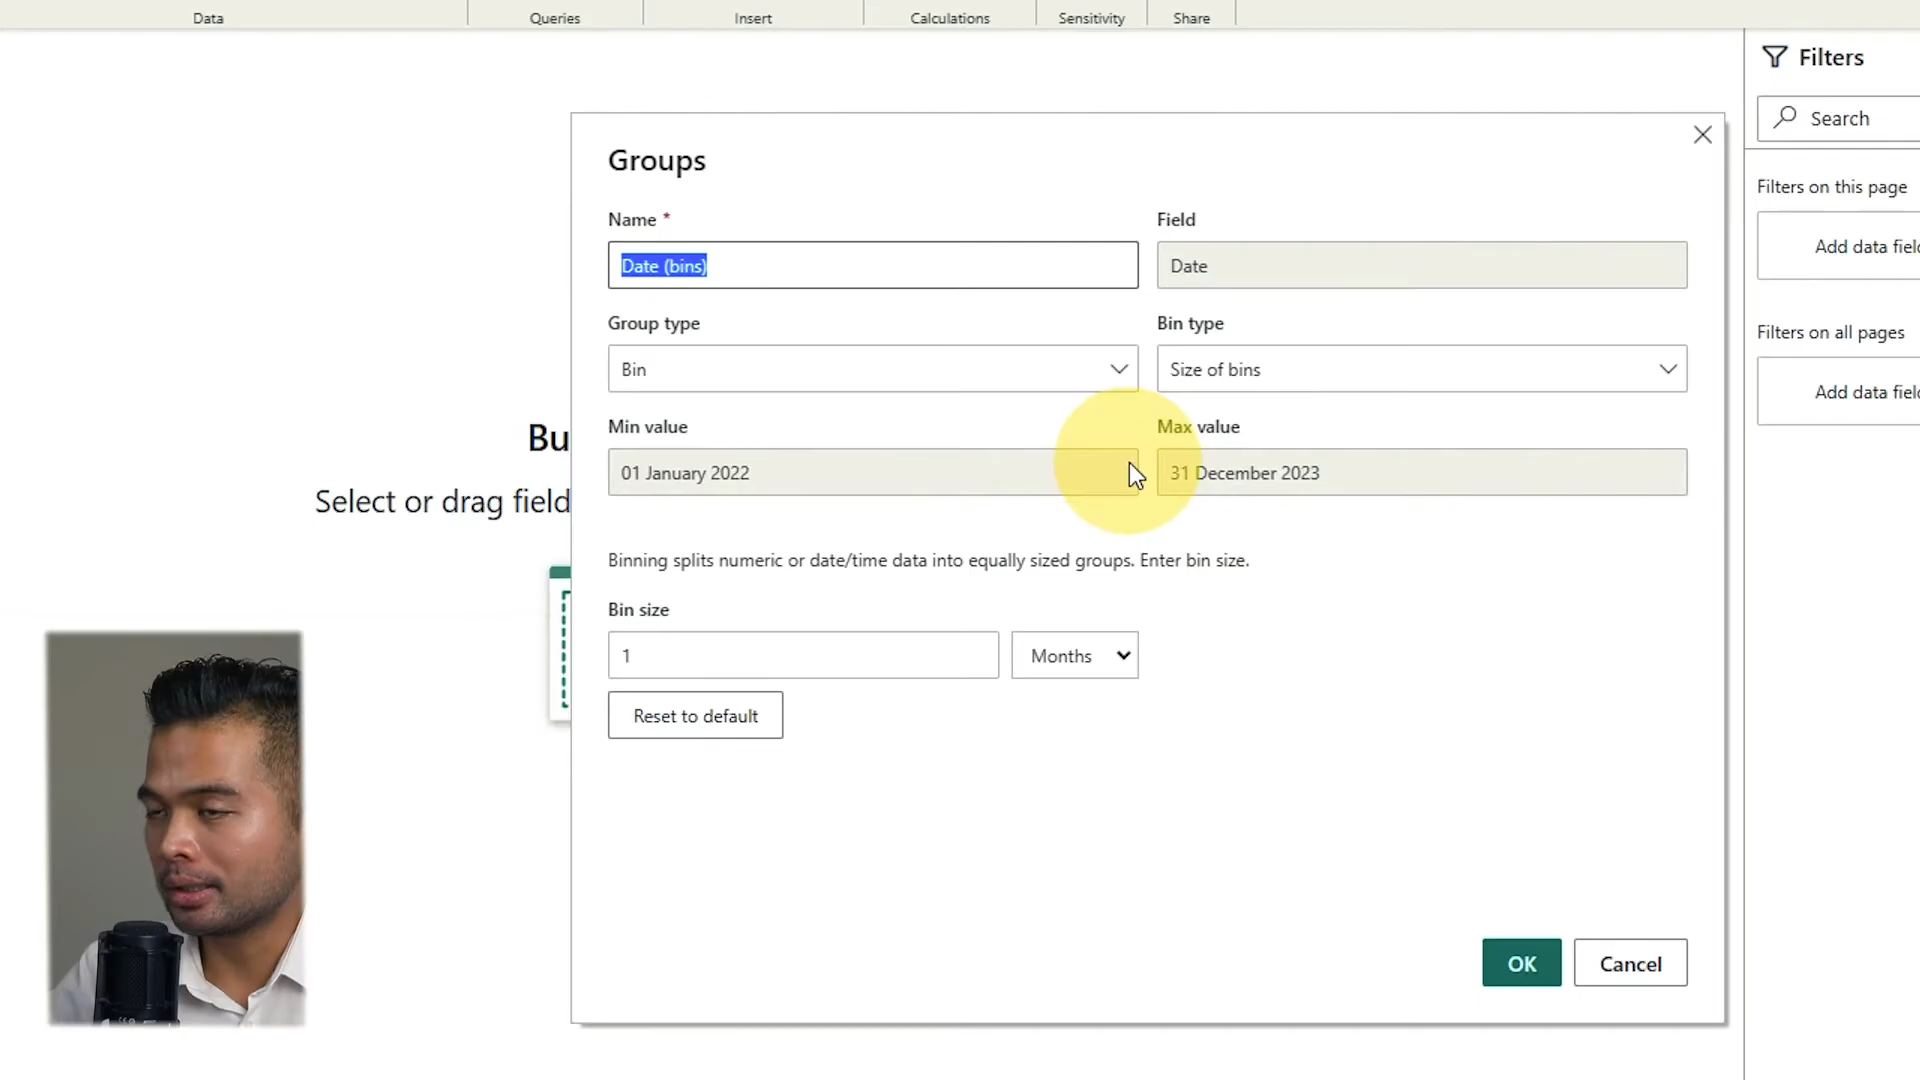 Data Queries Insert Calculations Sensitivity Share
Filters
Search
Filters on this page
Add data fiel
Filters on all pages
Add data fiel
Bu
Select or drag field
Groups
Name *
Date (bins)
Field
Date
Group type
Bin
Bin type
Size of bins
Min value
01 January 2022
Max value
31 December 2023
Binning splits numeric or date/time data into equally sized groups. Enter bin size.
Bin size
1
Months
Reset to default
OK
Cancel